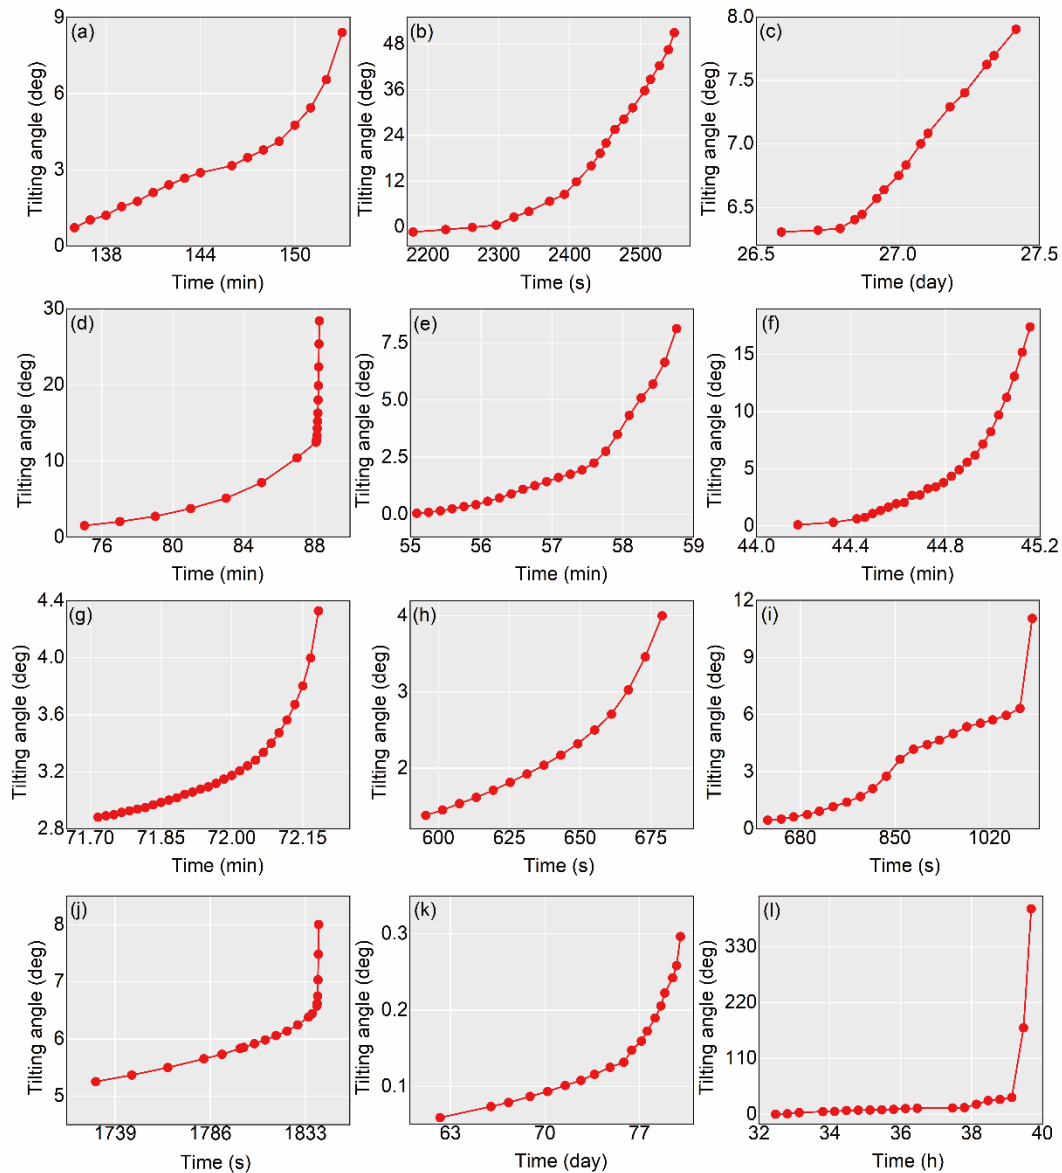 (a)
9
6
3
0
Tilting angle (deg)
138
144
150
Time (min)
(b)
48
36
24
12
0
Tilting angle (deg)
2200
2300
2400
2500
Time (s)
(c)
8.0
7.5
7.0
6.5
Tilting angle (deg)
26.5
27.0
27.5
Time (day)
(d)
30
20
10
0
Tilting angle (deg)
76
80
84
88
Time (min)
(e)
7.5
5.0
2.5
0.0
Tilting angle (deg)
55
56
57
58
59
Time (min)
(f)
15
10
5
0
Tilting angle (deg)
44.0
44.4
44.8
45.2
Time (min)
(g)
4.4
4.0
3.6
3.2
2.8
Tilting angle (deg)
71.70
71.85
72.00
72.15
Time (min)
(h)
4
3
2
Tilting angle (deg)
600
625
650
675
Time (s)
(i)
12
9
6
3
0
Tilting angle (deg)
680
850
1020
Time (s)
(j)
8
7
6
5
Tilting angle (deg)
1739
1786
1833
Time (s)
(k)
0.3
0.2
0.1
Tilting angle (deg)
63
70
77
Time (day)
(l)
330
220
110
0
Tilting angle (deg)
32
34
36
38
40
Time (h)